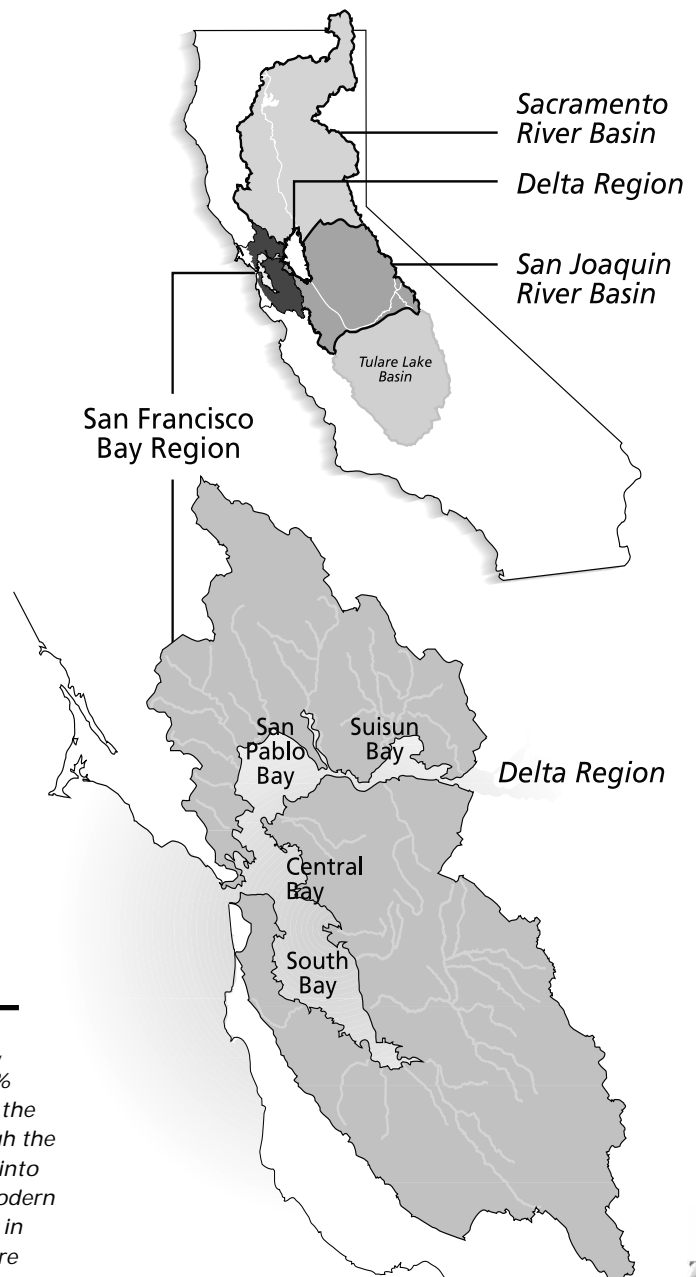 Sacramento
River Basin
Delta Region
San Joaquin
River Basin
Tulare Lake
Basin
San Francisco
Bay Region
San
Pablo
Bay
Suisun
Bay
Delta Region
Central
Bay
South
Bay
%
the
gh the
into
odern
in
re